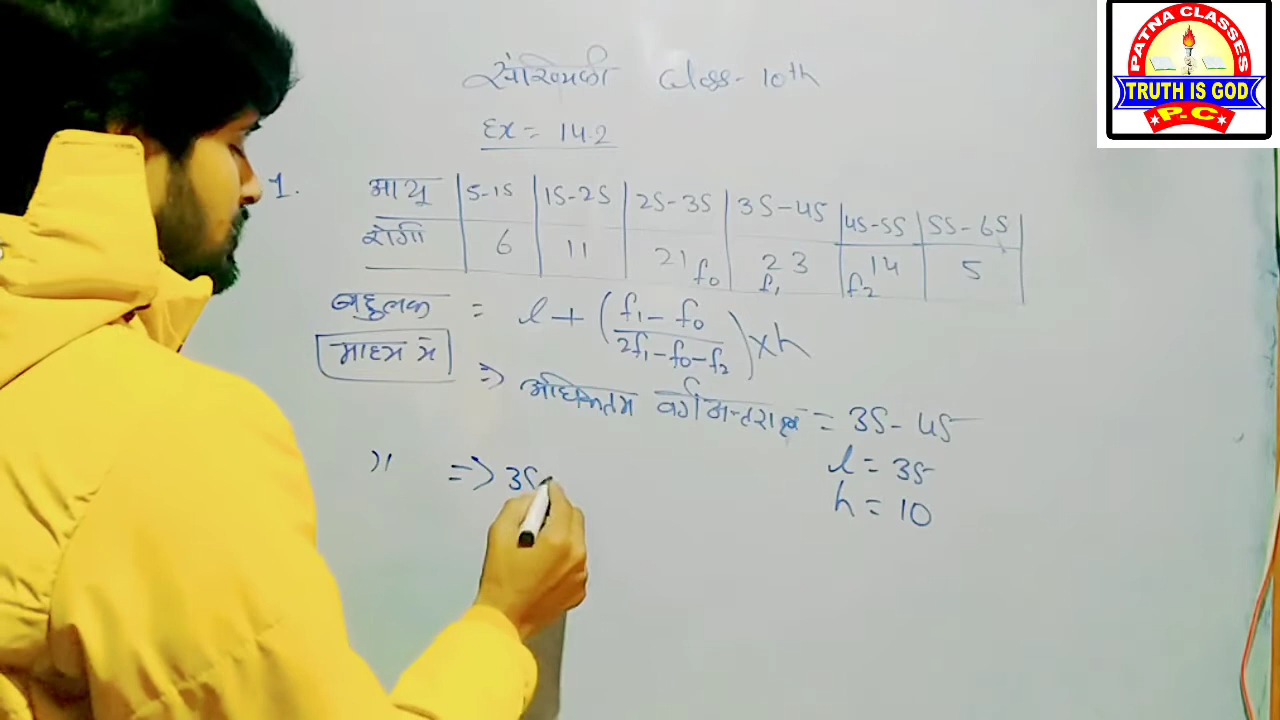 सांख्यिकी Class-10th
Ex = 14.2
1.
आयु 5-15 15-25 25-35 35-45 45-55 55-65
रोगी 6 11 21 f₀ 23 f₁ 14 f₂ 5
बहुलक = l + (f₁ - f₀ / 2f₁ - f₀ - f₂) × h
माध्य x̄
=> अधिकतम वर्गअन्तराल = 35-45
l = 35
h = 10
" => 35
PATNA CLASSES
TRUTH IS GOD
P.C